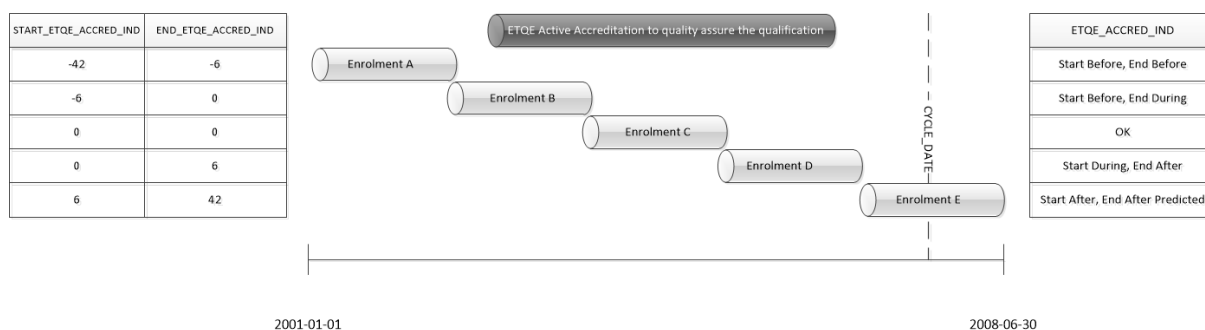 START_ETQE_ACCRED_IND END_ETQE_ACCRED_IND ETQE Active Accreditation to quality assure the qualification ETQE_ACCRED_IND
-42 -6 Enrolment A Start Before, End Before
-6 0 Enrolment B Start Before, End During
0 0 Enrolment C OK
0 6 Enrolment D Start During, End After
6 42 Enrolment E Start After, End After Predicted
CYCLE_DATE
2001-01-01 2008-06-30